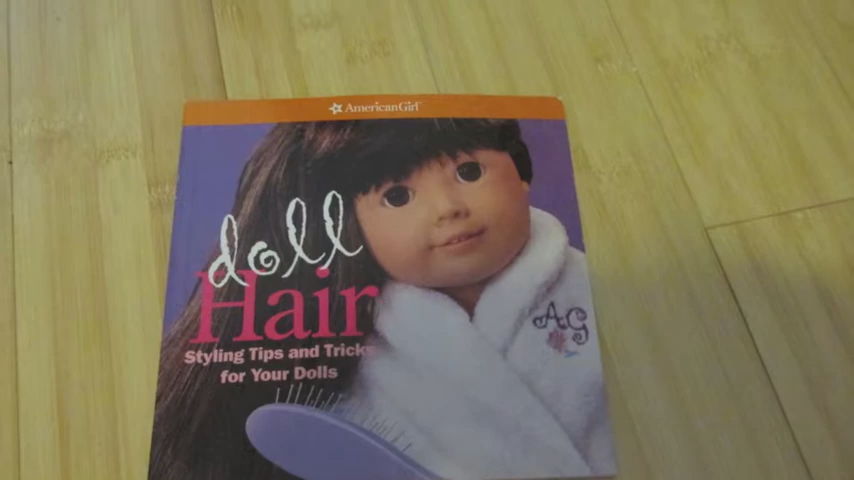 AmericanGirl
doll
Hair
Styling Tips and Tricks
for Your Dolls
AG